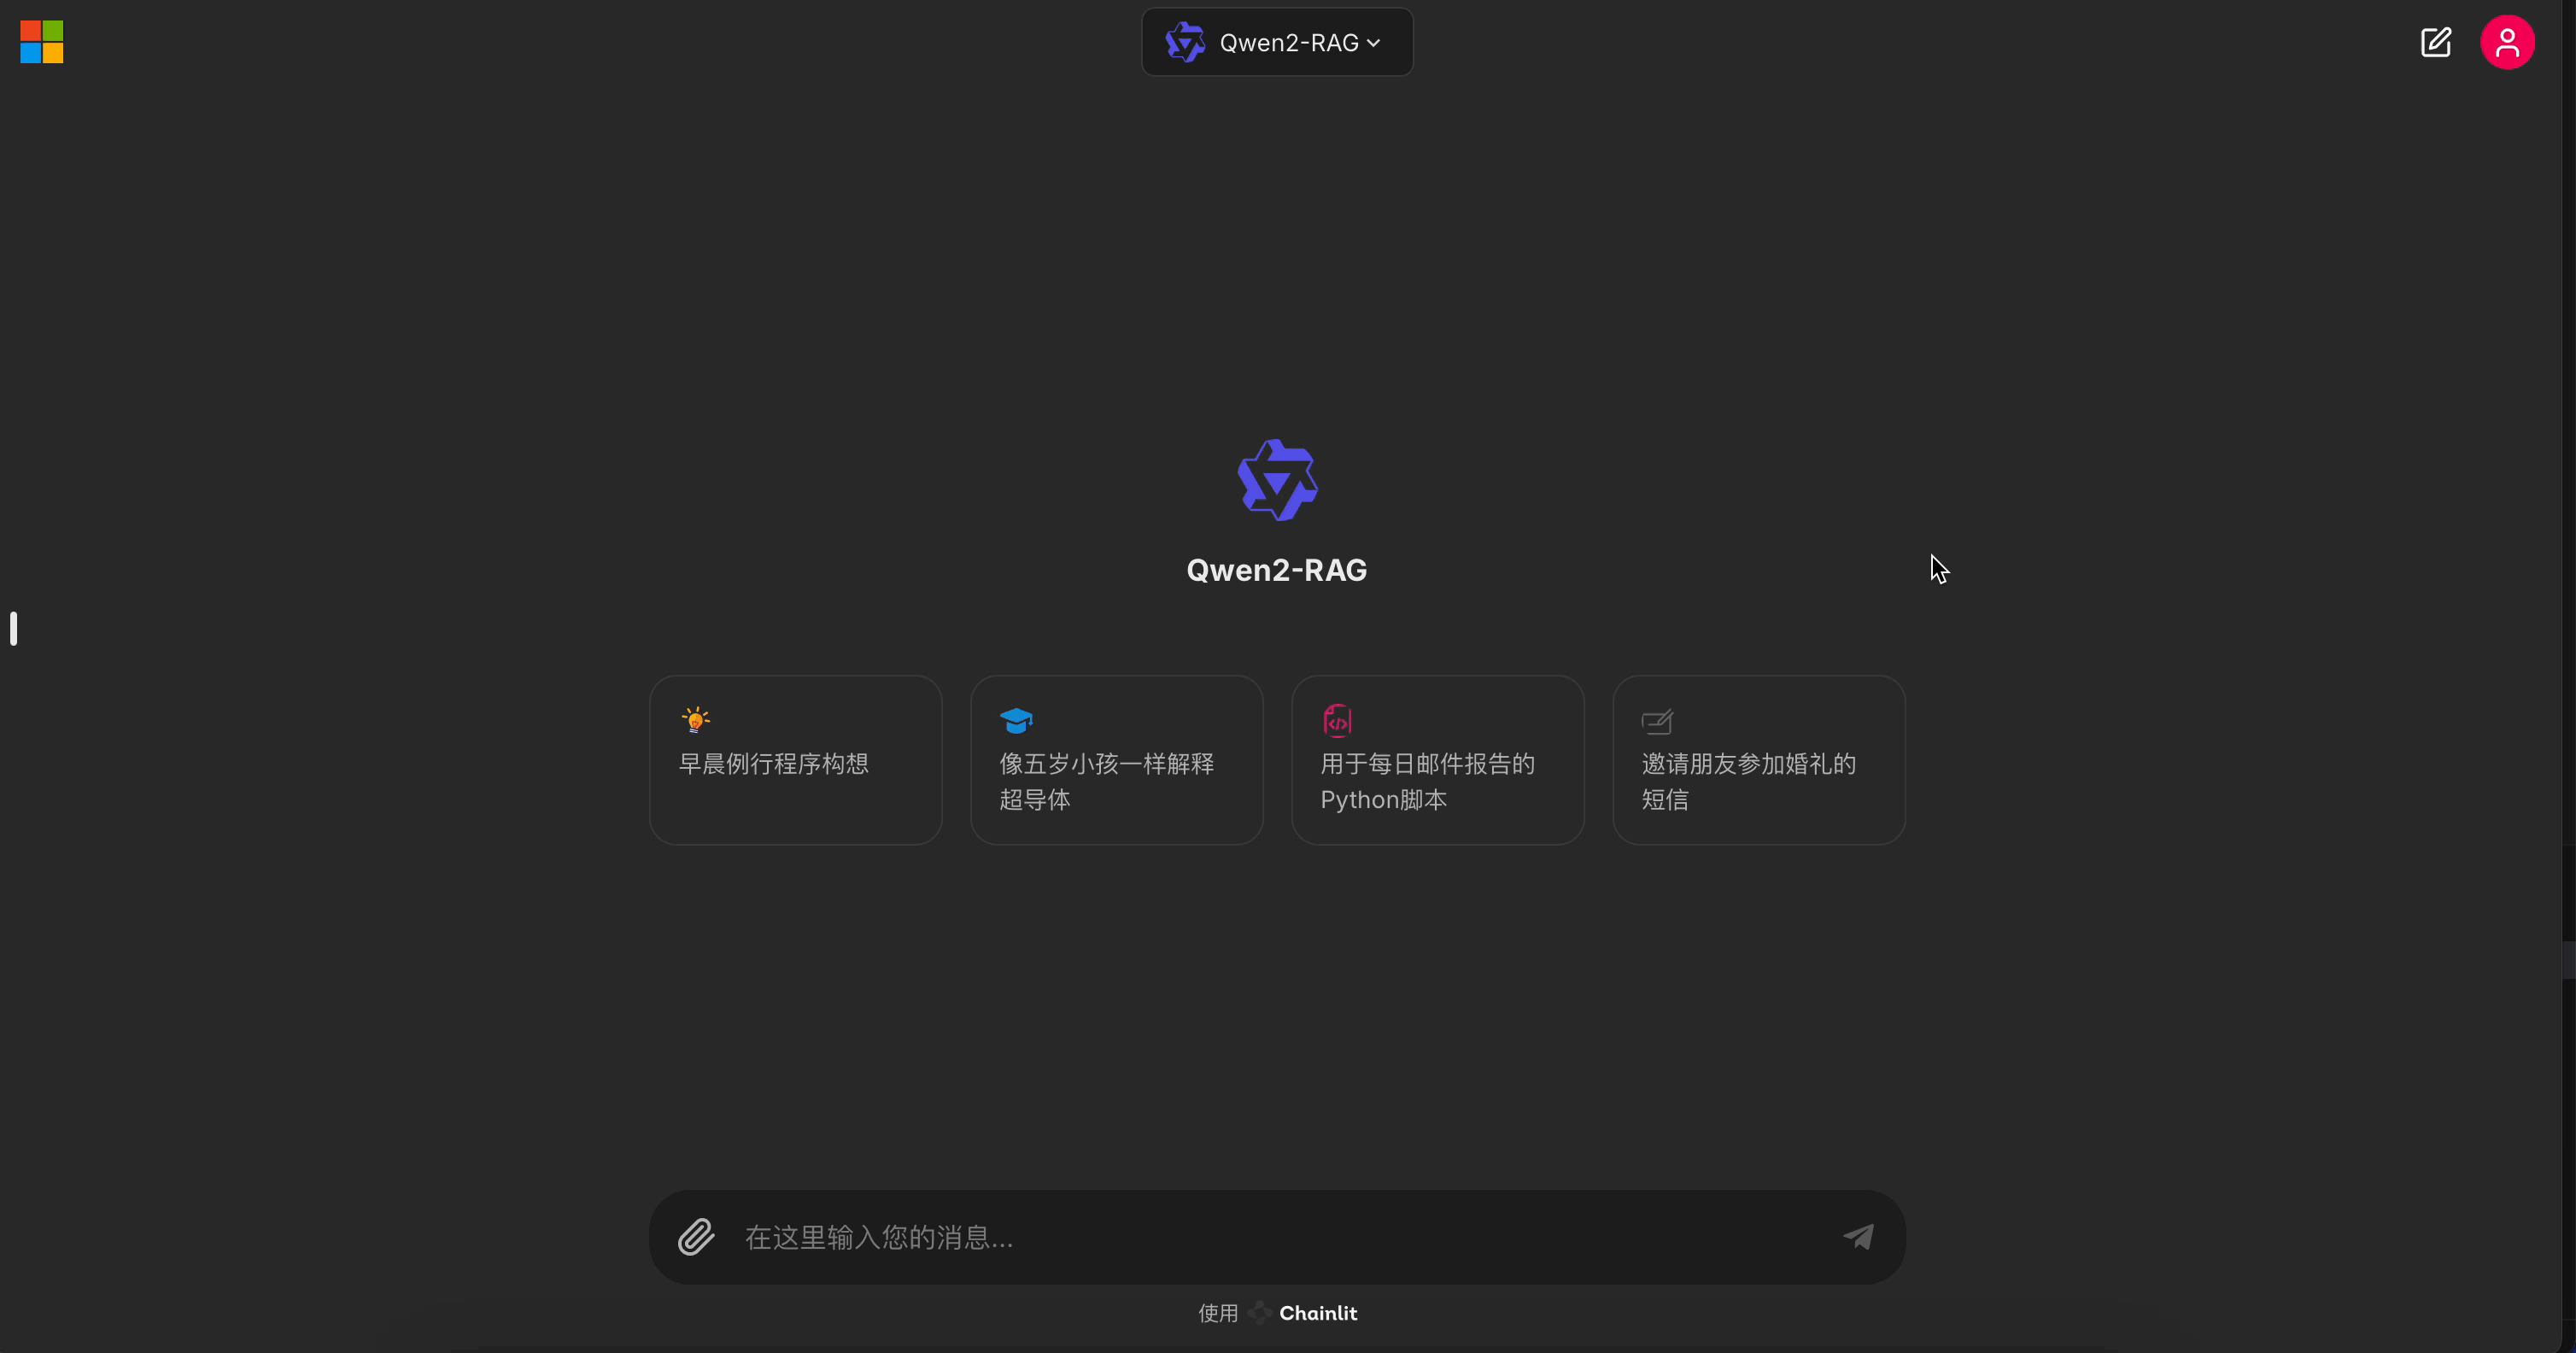 Qwen2-RAG
Qwen2-RAG
早晨例行程序构想
像五岁小孩一样解释
超导体
用于每日邮件报告的
Python脚本
邀请朋友参加婚礼的
短信
在这里输入您的消息...
使用 Chainlit